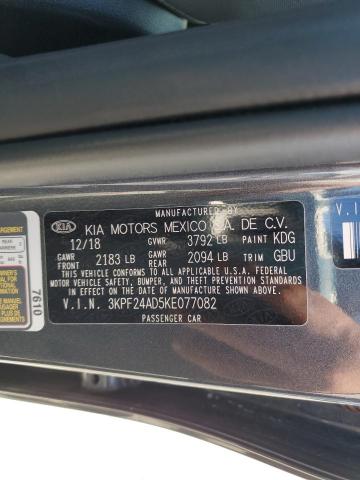 MANUFACTURED BY
KIA KIA MOTORS MEXICO S.A. DE C.V.
12/18 GVWR 3792 LB PAINT KDG
GAWR FRONT 2183 LB GAWR REAR 2094 LB TRIM GBU
THIS VEHICLE CONFORMS TO ALL APPLICABLE U.S.A. FEDERAL
MOTOR VEHICLE SAFETY, BUMPER, AND THEFT PREVENTION
STANDARDS IN EFFECT ON THE DATE OF MANUFACTURE SHOWN ABOVE.
V.I.N. 3KPF24AD5KE077082
PASSENGER CAR
7610
V.I